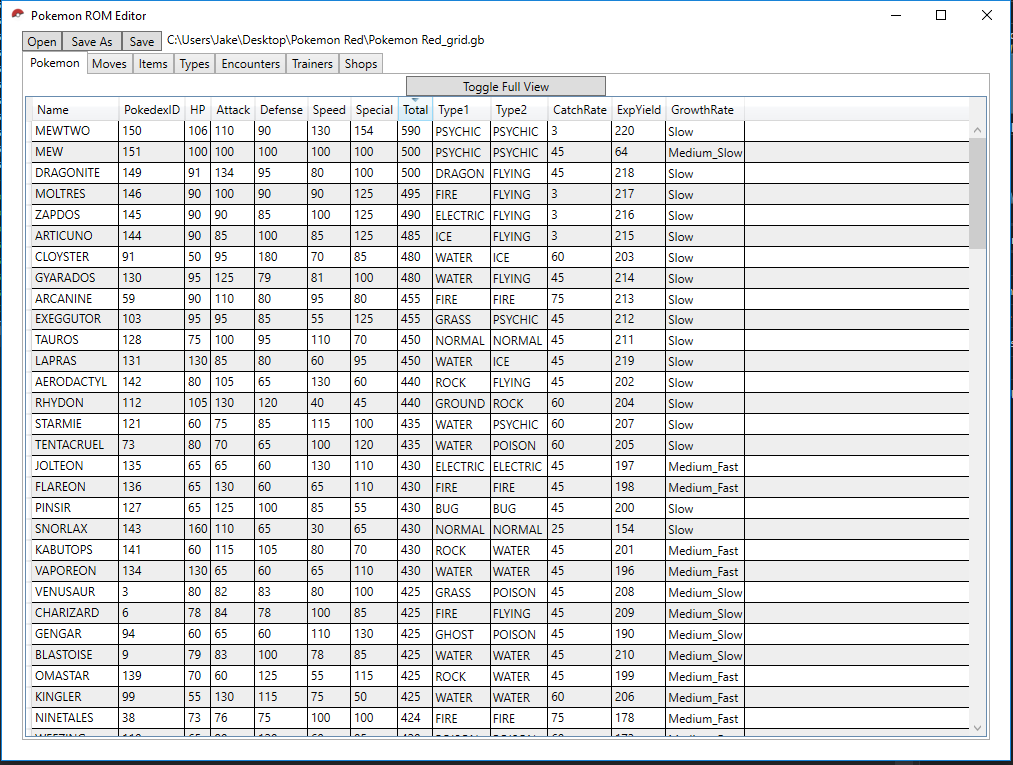 Pokemon ROM Editor
Open Save As Save C:\Users\Jake\Desktop\Pokemon Red\Pokemon Red_grid.gb
Pokemon Moves Items Types Encounters Trainers Shops
Toggle Full View
Name PokedexID HP Attack Defense Speed Special Total Type1 Type2 CatchRate ExpYield GrowthRate
MEWTWO 150 106 110 90 130 154 590 PSYCHIC PSYCHIC 3 220 Slow
MEW 151 100 100 100 100 100 500 PSYCHIC PSYCHIC 45 64 Medium_Slow
DRAGONITE 149 91 134 95 80 100 500 DRAGON FLYING 45 218 Slow
MOLTRES 146 90 100 90 90 125 495 FIRE FLYING 3 217 Slow
ZAPDOS 145 90 90 85 100 125 490 ELECTRIC FLYING 3 216 Slow
ARTICUNO 144 90 85 100 85 125 485 ICE FLYING 3 215 Slow
CLOYSTER 91 50 95 180 70 85 480 WATER ICE 60 203 Slow
GYARADOS 130 95 125 79 81 100 480 WATER FLYING 45 214 Slow
ARCANINE 59 90 110 80 95 80 455 FIRE FIRE 75 213 Slow
EXEGGUTOR 103 95 95 85 55 125 455 GRASS PSYCHIC 45 212 Slow
TAUROS 128 75 100 95 110 70 450 NORMAL NORMAL 45 211 Slow
LAPRAS 131 130 85 80 60 95 450 WATER ICE 45 219 Slow
AERODACTYL 142 80 105 65 130 60 440 ROCK FLYING 45 202 Slow
RHYDON 112 105 130 120 40 45 440 GROUND ROCK 60 204 Slow
STARMIE 121 60 75 85 115 100 435 WATER PSYCHIC 60 207 Slow
TENTACRUEL 73 80 70 65 100 120 435 WATER POISON 60 205 Slow
JOLTEON 135 65 65 60 130 110 430 ELECTRIC ELECTRIC 45 197 Medium_Fast
FLAREON 136 65 130 60 65 110 430 FIRE FIRE 45 198 Medium_Fast
PINSIR 127 65 125 100 85 55 430 BUG BUG 45 200 Slow
SNORLAX 143 160 110 65 30 65 430 NORMAL NORMAL 25 154 Slow
KABUTOPS 141 60 115 105 80 70 430 ROCK WATER 45 201 Medium_Fast
VAPOREON 134 130 65 60 65 110 430 WATER WATER 45 196 Medium_Fast
VENUSAUR 3 80 82 83 80 100 425 GRASS POISON 45 208 Medium_Slow
CHARIZARD 6 78 84 78 100 85 425 FIRE FLYING 45 209 Medium_Slow
GENGAR 94 60 65 60 110 130 425 GHOST POISON 45 190 Medium_Slow
BLASTOISE 9 79 83 100 78 85 425 WATER WATER 45 210 Medium_Slow
OMASTAR 139 70 60 125 55 115 425 ROCK WATER 45 199 Medium_Fast
KINGLER 99 55 130 115 75 50 425 WATER WATER 60 206 Medium_Fast
NINETALES 38 73 76 75 100 100 424 FIRE FIRE 75 178 Medium_Fast